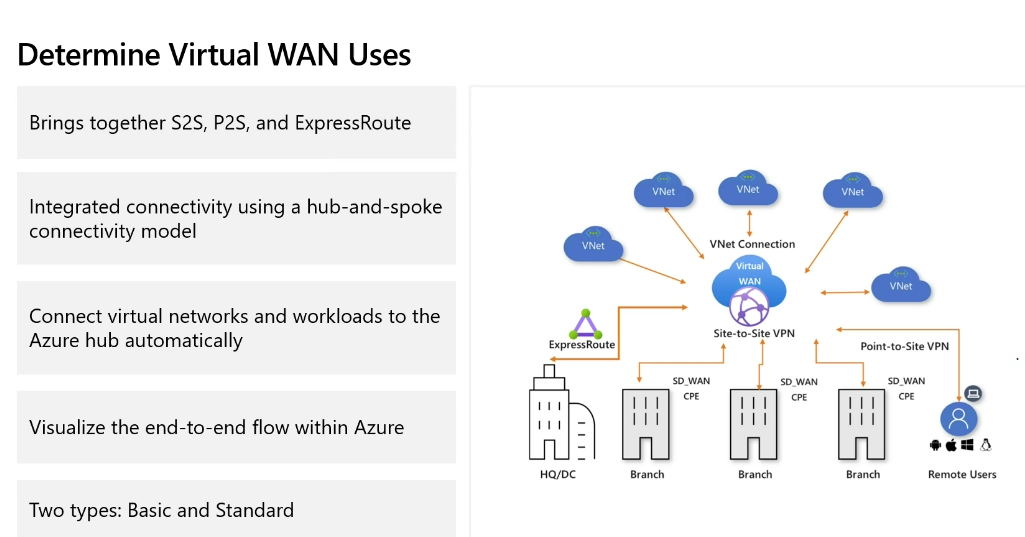 Determine Virtual WAN Uses
Brings together S2S, P2S, and ExpressRoute
Integrated connectivity using a hub-and-spoke
connectivity model
Connect virtual networks and workloads to the
Azure hub automatically
Visualize the end-to-end flow within Azure
Two types: Basic and Standard
VNet
VNet
VNet
VNet
VNet Connection
Virtual
WAN
VNet
Site-to-Site VPN
ExpressRoute
Point-to-Site VPN
SD_WAN
CPE
SD_WAN
CPE
SD_WAN
CPE
HQ/DC
Branch
Branch
Branch
Remote Users